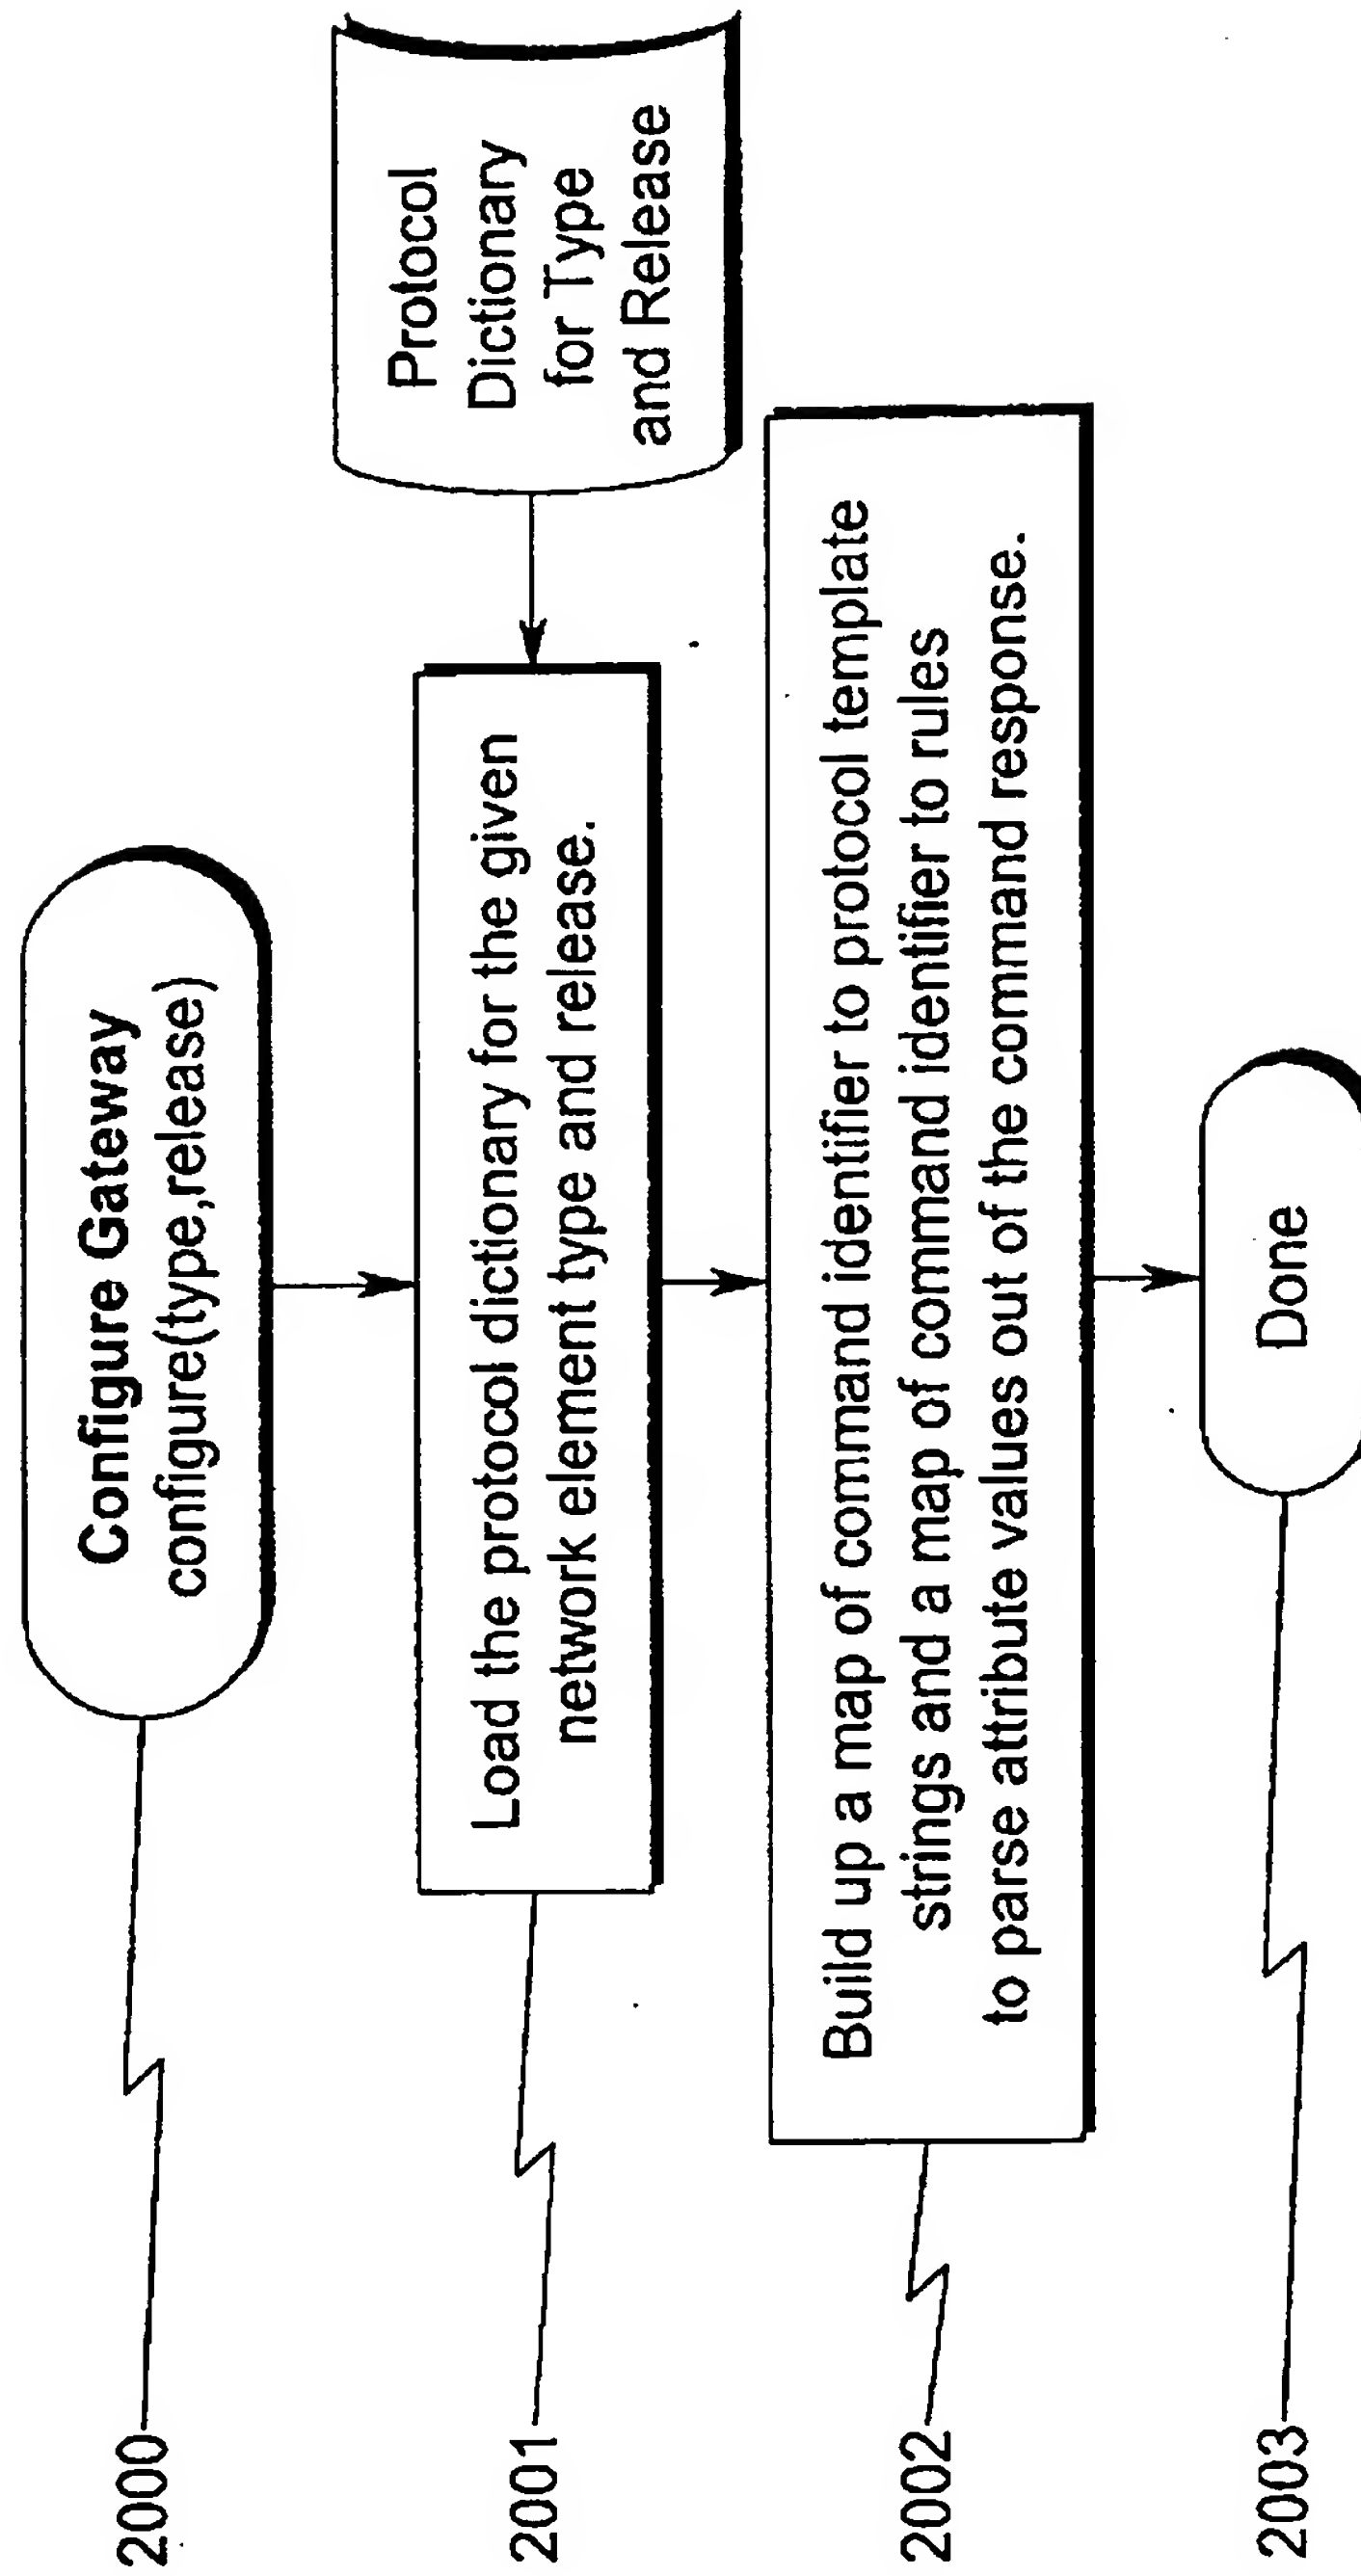 2000
Configure Gateway
configure(type,release)
2001
Load the protocol dictionary for the given
network element type and release.
Protocol
Dictionary
for Type
and Release
2002
Build up a map of command identifier to protocol template
strings and a map of command identifier to rules
to parse attribute values out of the command response.
2003
Done